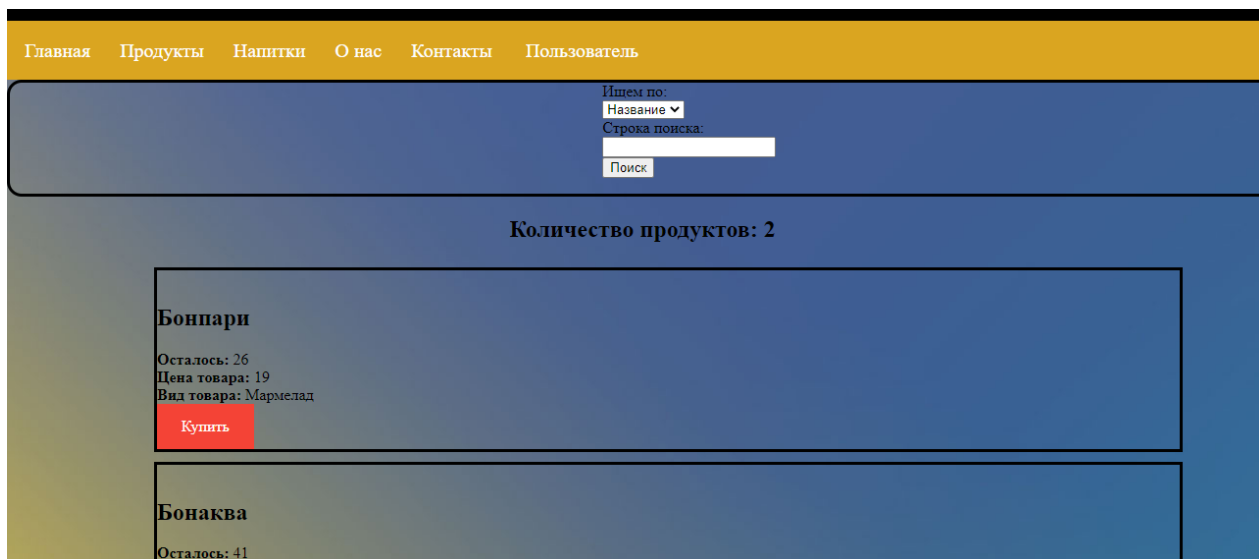 Главная Продукты Напитки О нас Контакты Пользователь
Ищем по:
Название
Строка поиска:
Поиск
Количество продуктов: 2
Бонпари
Осталось: 26
Цена товара: 19
Вид товара: Мармелад
Купить
Бонаква
Осталось: 41